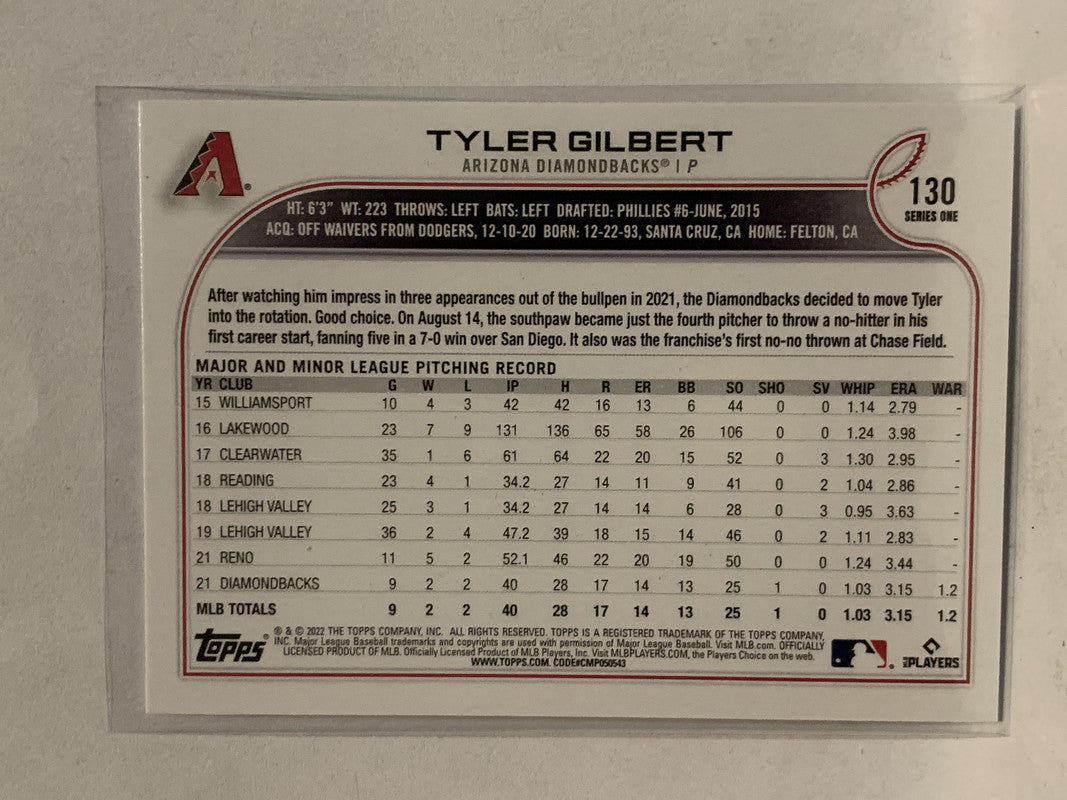 TYLER GILBERT
ARIZONA DIAMONDBACKS® | P
130
SERIES ONE
HT: 6'3" WT: 223 THROWS: LEFT BATS: LEFT DRAFTED: PHILLIES #6-JUNE, 2015
ACQ: OFF WAIVERS FROM DODGERS, 12-10-20 BORN: 12-22-93, SANTA CRUZ, CA HOME: FELTON, CA
After watching him impress in three appearances out of the bullpen in 2021, the Diamondbacks decided to move Tyler
into the rotation. Good choice. On August 14, the southpaw became just the fourth pitcher to throw a no-hitter in his
first career start, fanning five in a 7-0 win over San Diego. It also was the franchise's first no-no thrown at Chase Field.
MAJOR AND MINOR LEAGUE PITCHING RECORD
YR CLUB G W L IP H R ER BB SO SHO SV WHIP ERA WAR
15 WILLIAMSPORT 10 4 3 42 42 16 13 6 44 0 0 1.14 2.79 -
16 LAKEWOOD 23 7 9 131 136 65 58 26 106 0 0 1.24 3.98 -
17 CLEARWATER 35 1 6 61 64 22 20 15 52 0 3 1.30 2.95 -
18 READING 23 4 1 34.2 27 14 11 9 41 0 2 1.04 2.86 -
18 LEHIGH VALLEY 25 3 1 34.2 27 14 14 6 28 0 3 0.95 3.63 -
19 LEHIGH VALLEY 36 2 4 47.2 39 18 15 14 46 0 2 1.11 2.83 -
21 RENO 11 5 2 52.1 46 22 20 19 50 0 0 1.24 3.44 -
21 DIAMONDBACKS 9 2 2 40 28 17 14 13 25 1 0 1.03 3.15 1.2
MLB TOTALS 9 2 2 40 28 17 14 13 25 1 0 1.03 3.15 1.2
topps
® & © 2022 THE TOPPS COMPANY, INC. ALL RIGHTS RESERVED. TOPPS IS A REGISTERED TRADEMARK OF THE TOPPS COMPANY,
INC. Major League Baseball trademarks and copyrights are used with permission of Major League Baseball. Visit MLB.com. OFFICIALLY
LICENSED PRODUCT OF MLB. Officially Licensed Product of MLB Players, Inc. Visit MLBPLAYERS.COM, the Players Choice on the web.
WWW.TOPPS.COM. CODE#CMP050543
MLB PLAYERS